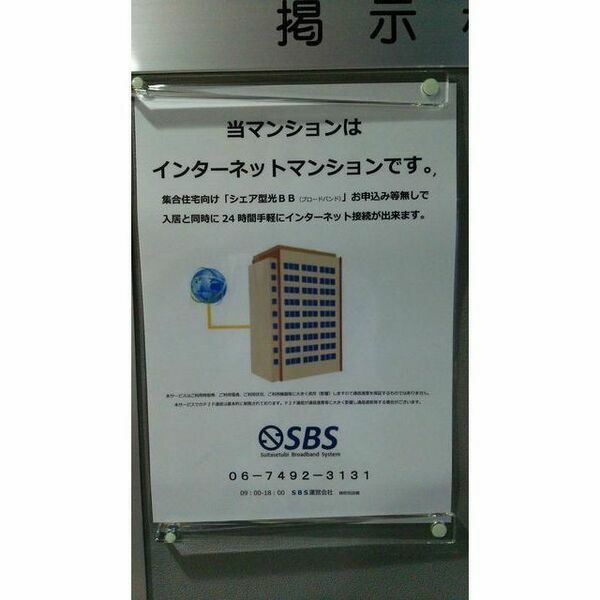 掲示
当マンションは
インターネットマンションです。,
集合住宅向け「シェア型光BB（ブロードバンド）」お申込み等無しで
入居と同時に24時間手軽にインターネット接続が出来ます。
SBS
Suitasetubi Broadband System
06－7492－3131
09：00-18：00 SBS運営会社